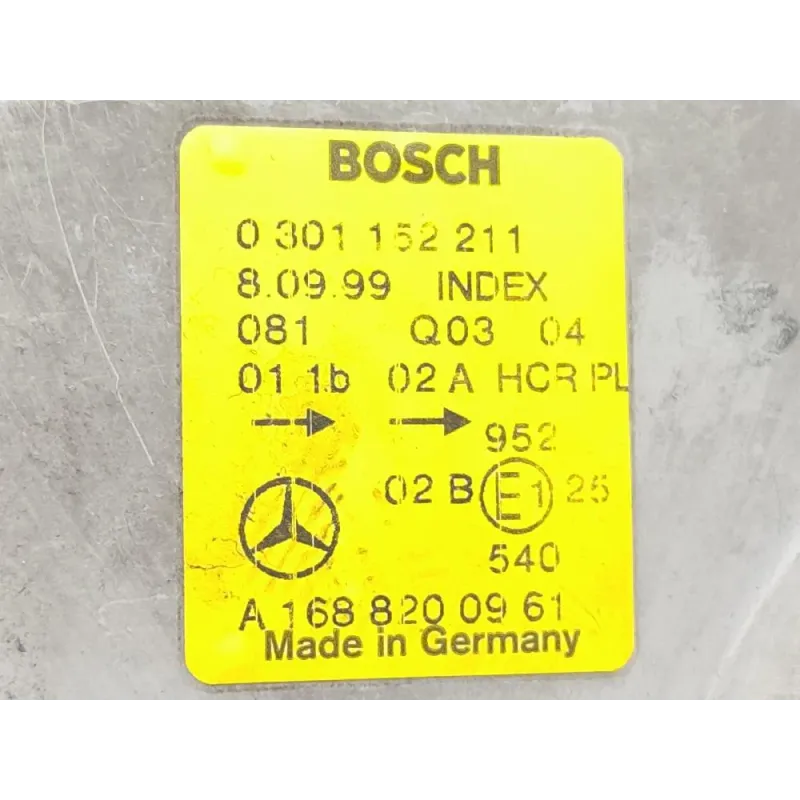 BOSCH
0 301 152 211
8.09.99 INDEX
081 Q03 04
01 1b 02 A HCR PL
952
02 B E1 25
540
A 168 820 09 61
Made in Germany